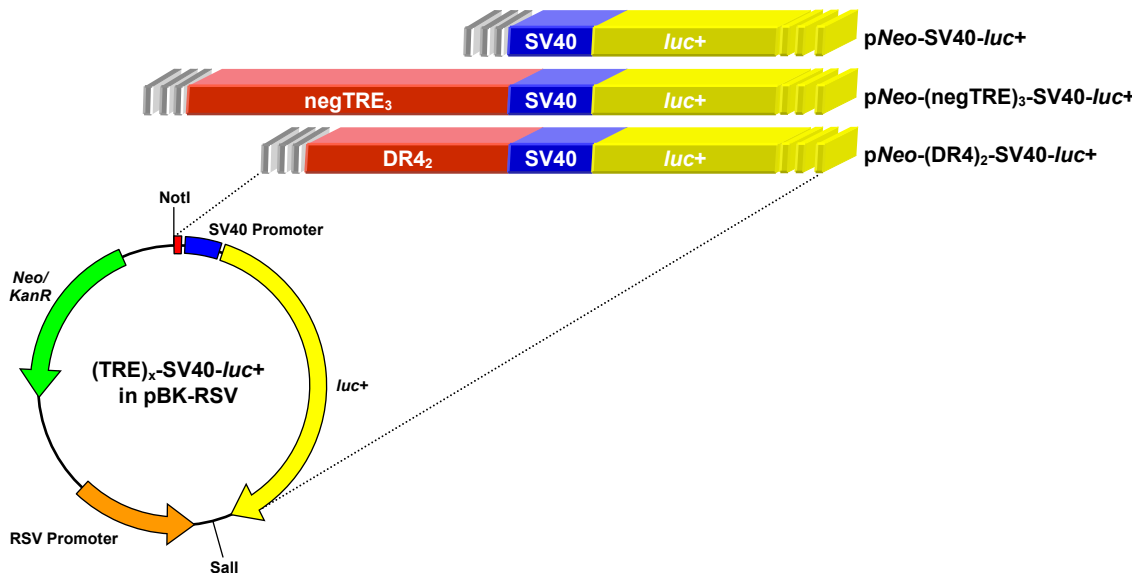 SV40 luc+ pNeo-SV40-luc+
negTRE3 SV40 luc+ pNeo-(negTRE)3-SV40-luc+
DR42 SV40 luc+ pNeo-(DR4)2-SV40-luc+
NotI
SV40 Promoter
Neo/
KanR
(TRE)x-SV40-luc+
in pBK-RSV
luc+
RSV Promoter
SalI